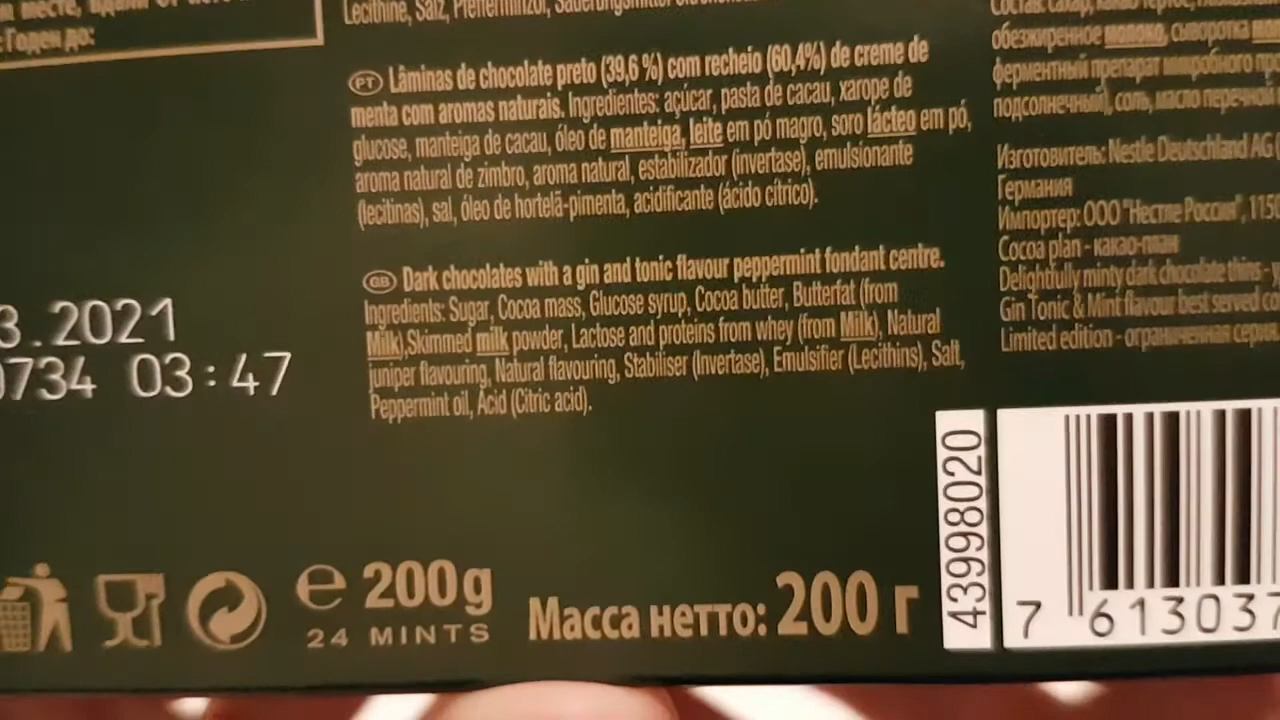 Годен до:
Lecithine, Salz, Pfefferminzöl,
PT Lâminas de chocolate preto (39,6 %) com recheio (60,4%) de creme de
menta com aromas naturais. Ingredientes: açúcar, pasta de cacau, xarope de
glucose, manteiga de cacau, óleo de manteiga, leite em pó magro, soro lácteo em pó,
aroma natural de zimbro, aroma natural, estabilizador (invertase), emulsionante
(lecitinas), sal, óleo de hortelã-pimenta, acidificante (ácido cítrico).
GB Dark chocolates with a gin and tonic flavour peppermint fondant centre.
Ingredients: Sugar, Cocoa mass, Glucose syrup, Cocoa butter, Butterfat (from
Milk),Skimmed milk powder, Lactose and proteins from whey (from Milk), Natural
juniper flavouring, Natural flavouring, Stabiliser (Invertase), Emulsifier (Lecithins), Salt,
Peppermint oil, Acid (Citric acid).
3.2021
0734 03:47
обезжиренное молоко, сыворотка
ферментный препарат микробного
подсолнечный), соль, масло перечной
Изготовитель: Nestle Deutschland AG
Германия
Импортер: ООО "Нестле Россия", 115
Cocoa plan - какао-план
Delightfully minty dark chocolate thins -
Gin Tonic & Mint flavour best served
Limited edition - ограниченная серия
e 200g
24 MINTS
Масса нетто: 200 г
43998020
7 613037